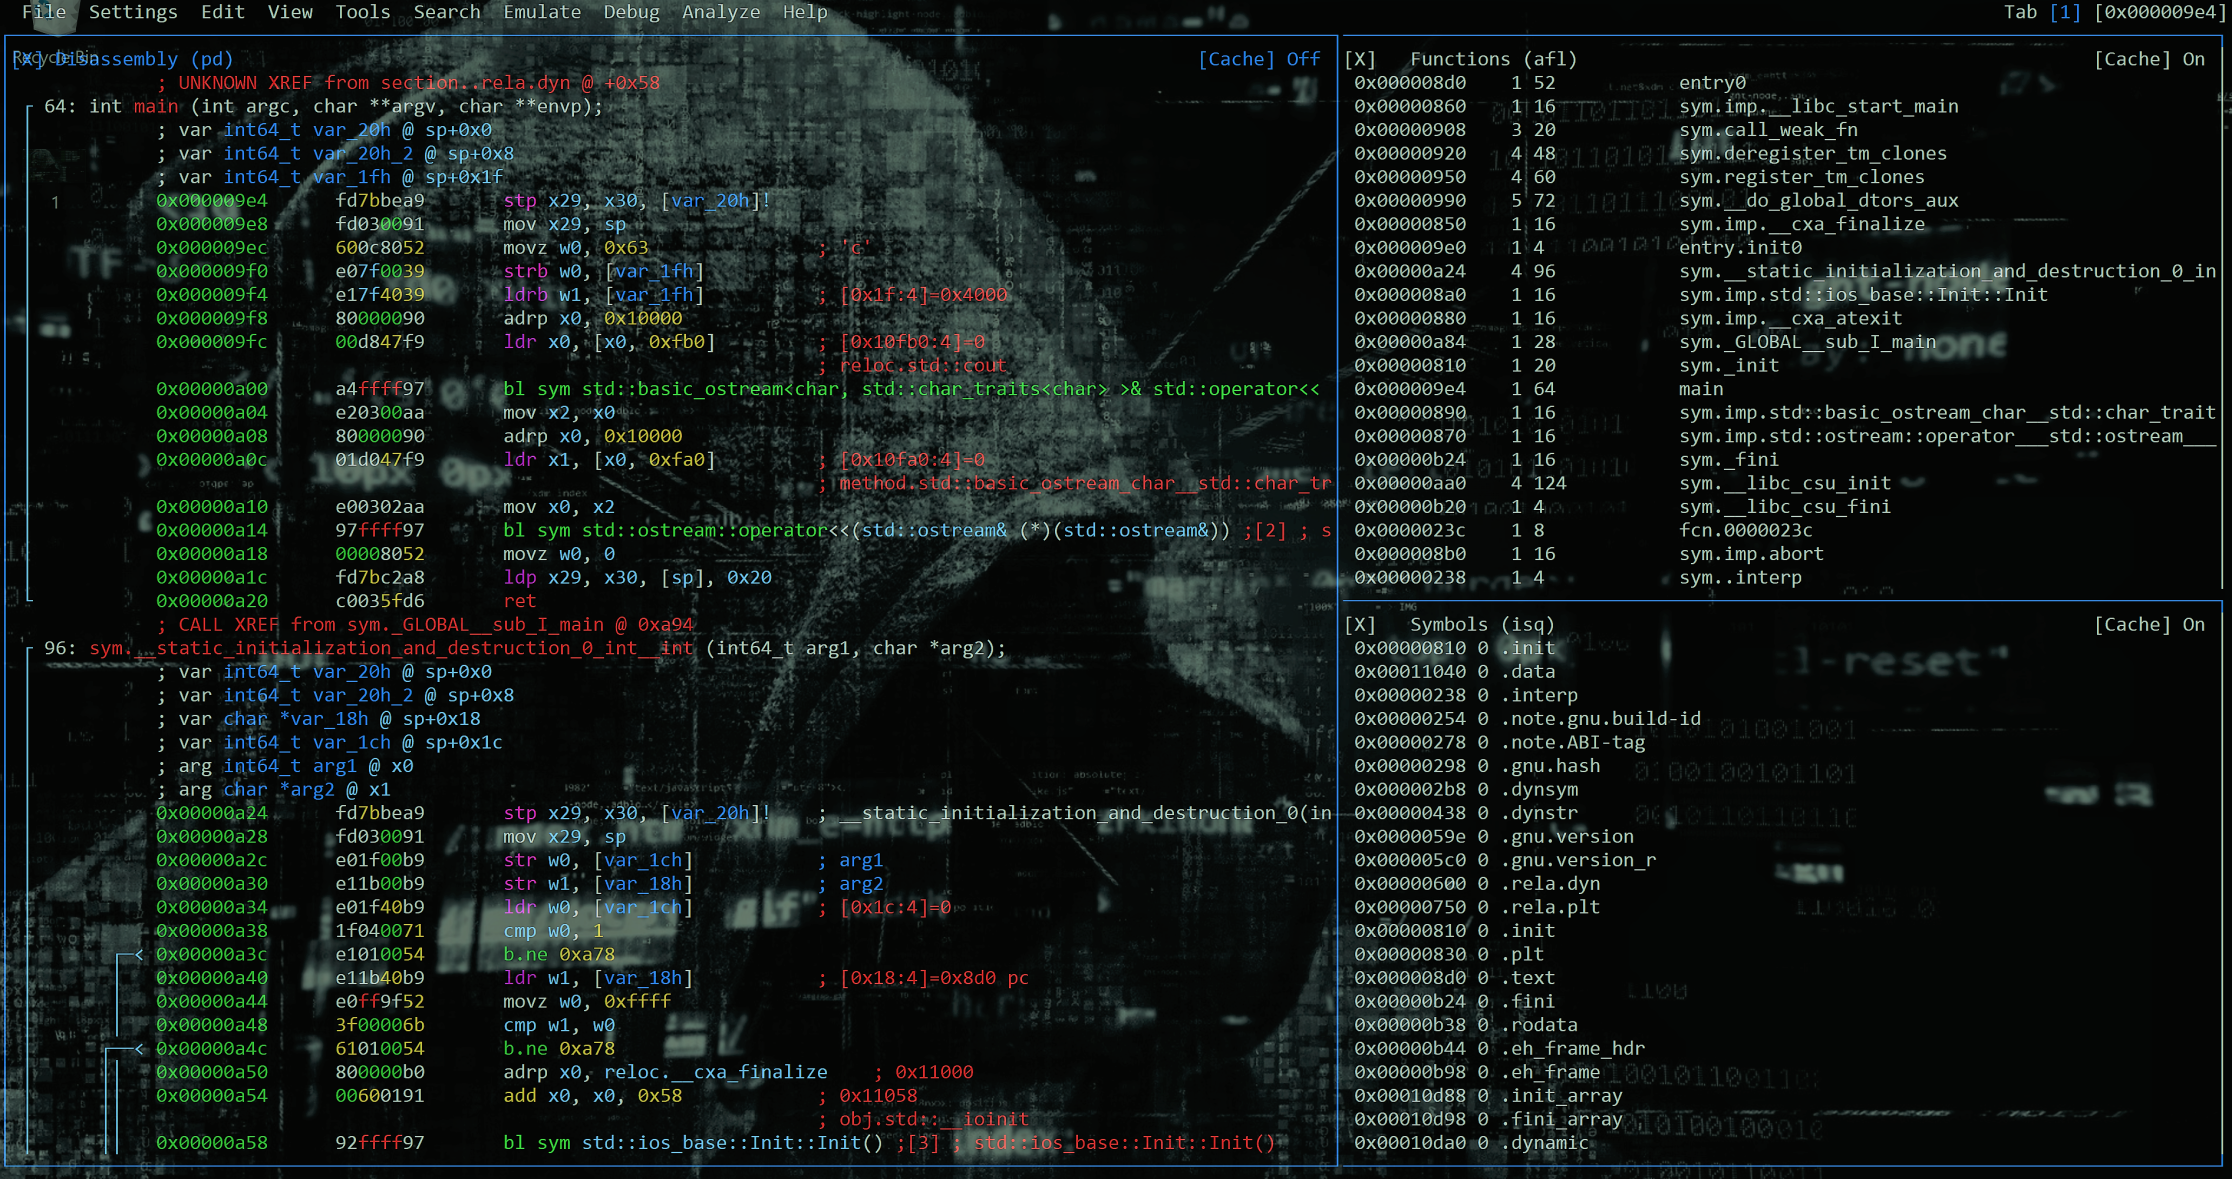 File Settings Edit View Tools Search Emulate Debug Analyze Help
Tab [1] [0x000009e4]
Recycle Bin
[X] Disassembly (pd) [Cache] Off
; UNKNOWN XREF from section..rela.dyn @ +0x58
64: int main (int argc, char **argv, char **envp);
; var int64_t var_20h @ sp+0x0
; var int64_t var_20h_2 @ sp+0x8
; var int64_t var_1fh @ sp+0x1f
1 0x000009e4 fd7bbea9 stp x29, x30, [var_20h]!
0x000009e8 fd030091 mov x29, sp
0x000009ec 600c8052 movz w0, 0x63 ; 'c'
0x000009f0 e07f0039 strb w0, [var_1fh]
0x000009f4 e17f4039 ldrb w1, [var_1fh] ; [0x1f:4]=0x4000
0x000009f8 80000090 adrp x0, 0x10000
0x000009fc 00d847f9 ldr x0, [x0, 0xfb0] ; [0x10fb0:4]=0
; reloc.std::cout
0x00000a00 a4ffff97 bl sym std::basic_ostream<char, std::char_traits<char> >& std::operator<<
0x00000a04 e20300aa mov x2, x0
0x00000a08 80000090 adrp x0, 0x10000
0x00000a0c 01d047f9 ldr x1, [x0, 0xfa0] ; [0x10fa0:4]=0
; method.std::basic_ostream_char__std::char_tr
0x00000a10 e00302aa mov x0, x2
0x00000a14 97ffff97 bl sym std::ostream::operator<<(std::ostream& (*)(std::ostream&)) ;[2] ; s
0x00000a18 00008052 movz w0, 0
0x00000a1c fd7bc2a8 ldp x29, x30, [sp], 0x20
0x00000a20 c0035fd6 ret
; CALL XREF from sym._GLOBAL__sub_I_main @ 0xa94
96: sym.__static_initialization_and_destruction_0_int__int (int64_t arg1, char *arg2);
; var int64_t var_20h @ sp+0x0
; var int64_t var_20h_2 @ sp+0x8
; var char *var_18h @ sp+0x18
; var int64_t var_1ch @ sp+0x1c
; arg int64_t arg1 @ x0
; arg char *arg2 @ x1
0x00000a24 fd7bbea9 stp x29, x30, [var_20h]! ; __static_initialization_and_destruction_0(in
0x00000a28 fd030091 mov x29, sp
0x00000a2c e01f00b9 str w0, [var_1ch] ; arg1
0x00000a30 e11b00b9 str w1, [var_18h] ; arg2
0x00000a34 e01f40b9 ldr w0, [var_1ch] ; [0x1c:4]=0
0x00000a38 1f040071 cmp w0, 1
0x00000a3c e1010054 b.ne 0xa78
0x00000a40 e11b40b9 ldr w1, [var_18h] ; [0x18:4]=0x8d0 pc
0x00000a44 e0ff9f52 movz w0, 0xffff
0x00000a48 3f00006b cmp w1, w0
0x00000a4c 61010054 b.ne 0xa78
0x00000a50 800000b0 adrp x0, reloc.__cxa_finalize ; 0x11000
0x00000a54 00600191 add x0, x0, 0x58 ; 0x11058
; obj.std::__ioinit
0x00000a58 92ffff97 bl sym std::ios_base::Init::Init() ;[3] ; std::ios_base::Init::Init()
[X] Functions (afl) [Cache] On
0x000008d0 1 52 entry0
0x00000860 1 16 sym.imp.__libc_start_main
0x00000908 3 20 sym.call_weak_fn
0x00000920 4 48 sym.deregister_tm_clones
0x00000950 4 60 sym.register_tm_clones
0x00000990 5 72 sym.__do_global_dtors_aux
0x00000850 1 16 sym.imp.__cxa_finalize
0x000009e0 1 4 entry.init0
0x00000a24 4 96 sym.__static_initialization_and_destruction_0_in
0x000008a0 1 16 sym.imp.std::ios_base::Init::Init
0x00000880 1 16 sym.imp.__cxa_atexit
0x00000a84 1 28 sym._GLOBAL__sub_I_main
0x00000810 1 20 sym._init
0x000009e4 1 64 main
0x00000890 1 16 sym.imp.std::basic_ostream_char__std::char_trait
0x00000870 1 16 sym.imp.std::ostream::operator___std::ostream___
0x00000b24 1 16 sym._fini
0x00000aa0 4 124 sym.__libc_csu_init
0x00000b20 1 4 sym.__libc_csu_fini
0x0000023c 1 8 fcn.0000023c
0x000008b0 1 16 sym.imp.abort
0x00000238 1 4 sym..interp
[X] Symbols (isq) [Cache] On
0x00000810 0 .init
0x00011040 0 .data
0x00000238 0 .interp
0x00000254 0 .note.gnu.build-id
0x00000278 0 .note.ABI-tag
0x00000298 0 .gnu.hash
0x000002b8 0 .dynsym
0x00000438 0 .dynstr
0x0000059e 0 .gnu.version
0x000005c0 0 .gnu.version_r
0x00000600 0 .rela.dyn
0x00000750 0 .rela.plt
0x00000810 0 .init
0x00000830 0 .plt
0x000008d0 0 .text
0x00000b24 0 .fini
0x00000b38 0 .rodata
0x00000b44 0 .eh_frame_hdr
0x00000b98 0 .eh_frame
0x00010d88 0 .init_array
0x00010d98 0 .fini_array
0x00010da0 0 .dynamic